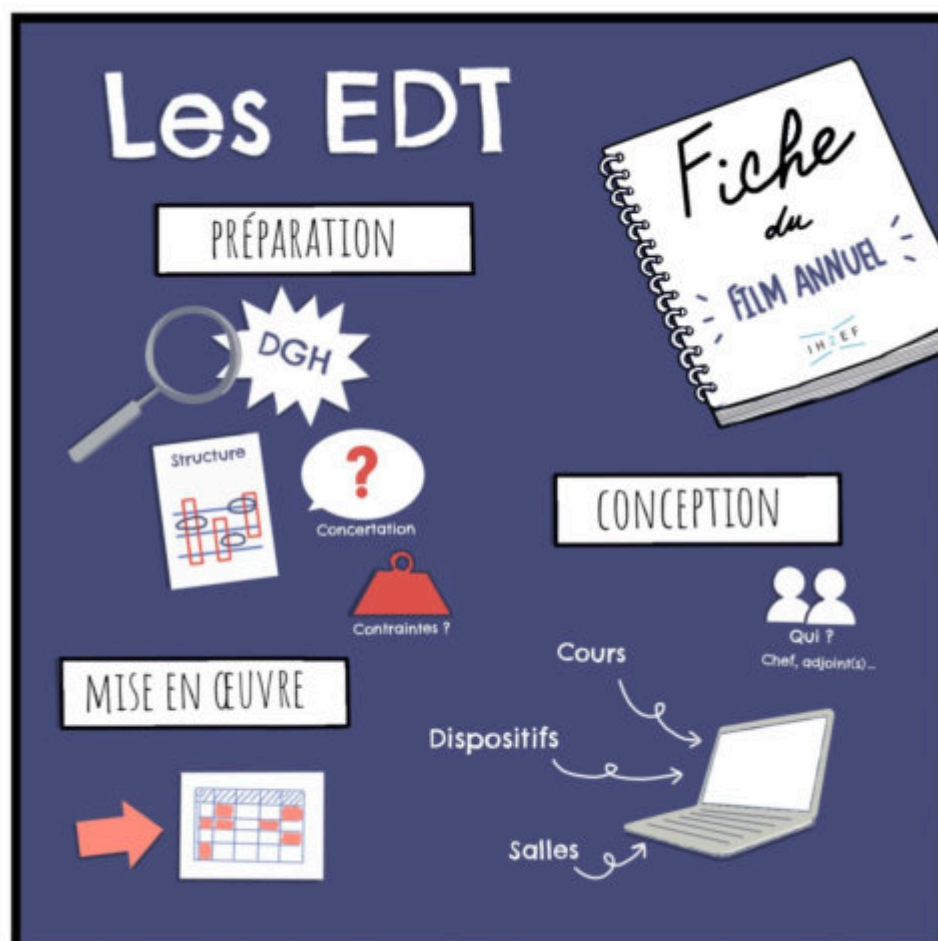 Les EDT
Fiche
du
FILM ANNUEL
IH2EF
PRÉPARATION
DGH
Structure
?
Concertation
Contraintes ?
CONCEPTION
Qui ?
Chef, adjoint(s)...
Cours
Dispositifs
Salles
MISE EN ŒUVRE